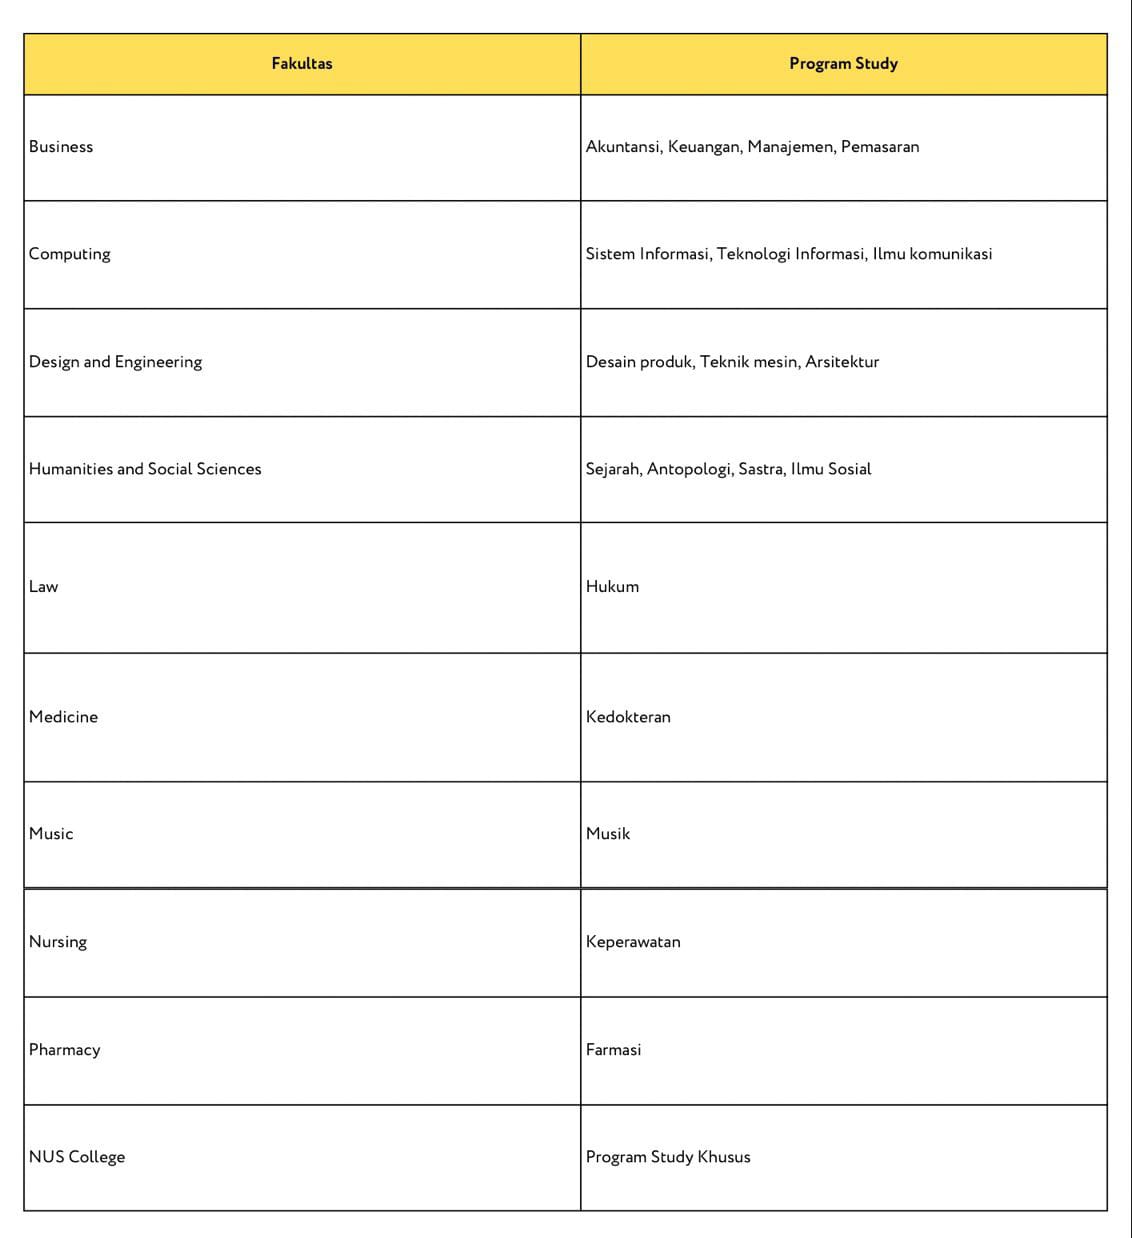 Fakultas Program Study
Business Akuntansi, Keuangan, Manajemen, Pemasaran
Computing Sistem Informasi, Teknologi Informasi, Ilmu komunikasi
Design and Engineering Desain produk, Teknik mesin, Arsitektur
Humanities and Social Sciences Sejarah, Antopologi, Sastra, Ilmu Sosial
Law Hukum
Medicine Kedokteran
Music Musik
Nursing Keperawatan
Pharmacy Farmasi
NUS College Program Study Khusus